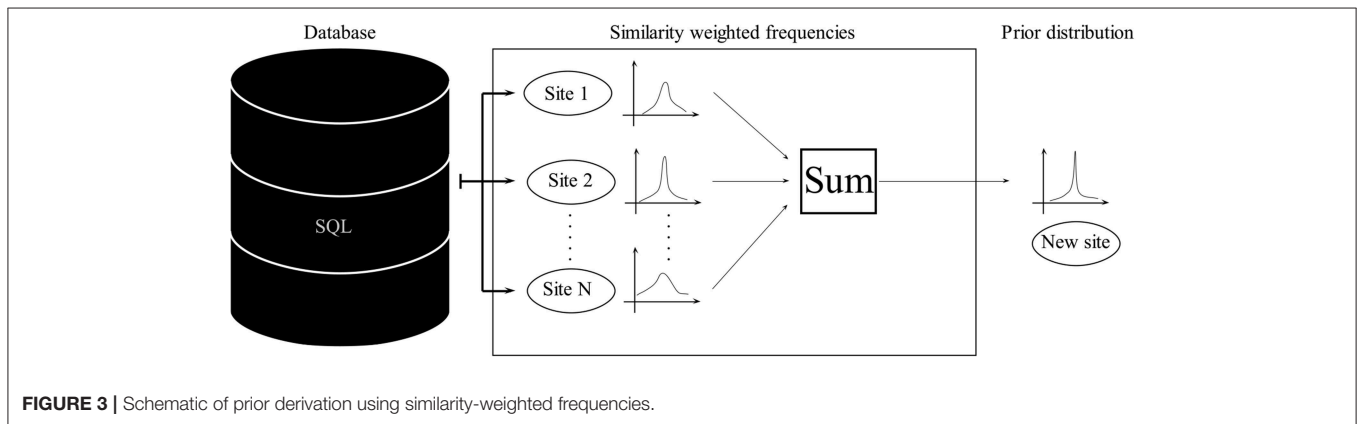 Database
Similarity weighted frequencies
Prior distribution
Site 1
Site 2
Site N
SQL
Sum
New site
FIGURE 3 | Schematic of prior derivation using similarity-weighted frequencies.